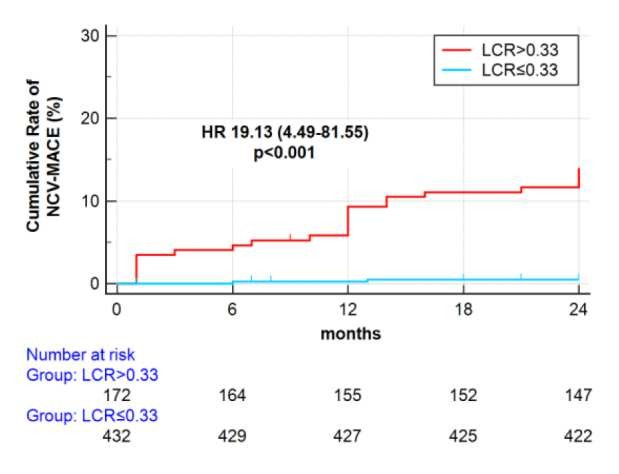 30
20
10
0
Cumulative Rate of
NCV-MACE (%)
LCR>0.33
LCR≤0.33
HR 19.13 (4.49-81.55)
p<0.001
0 6 12 18 24
months
Number at risk
Group: LCR>0.33
172 164 155 152 147
Group: LCR≤0.33
432 429 427 425 422